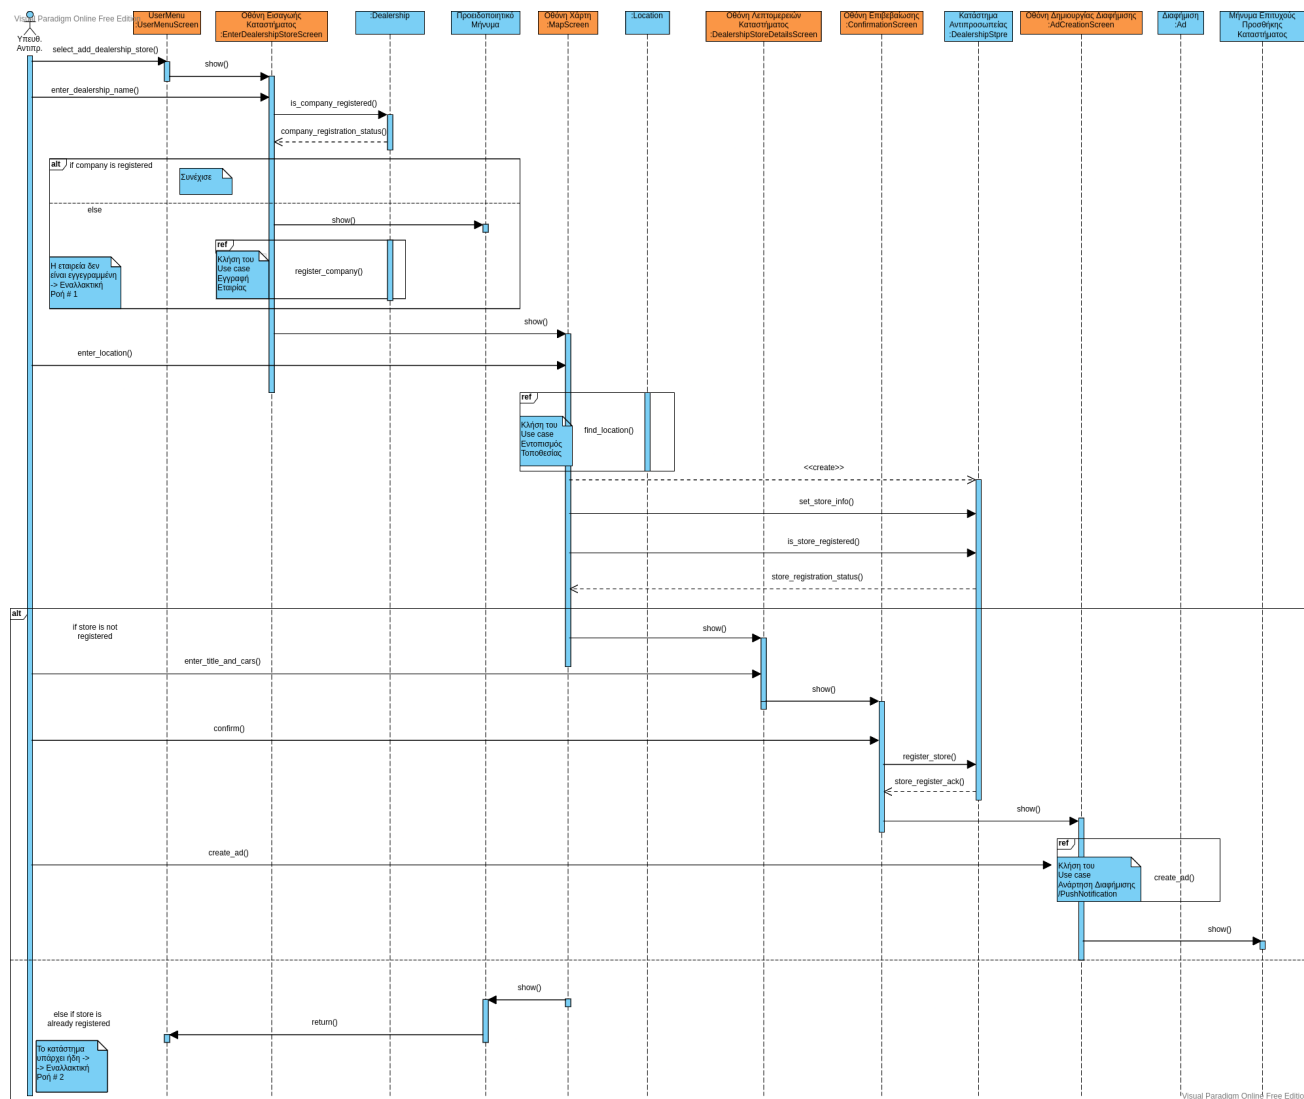 Visual Paradigm Online Free Edition
Υπευθ.
Αντιπρ.
UserMenu
:UserMenuScreen
Οθόνη Εισαγωγής
Καταστήματος
:EnterDealershipStoreScreen
:Dealership
Προειδοποιητικό
Μήνυμα
Οθόνη Χάρτη
:MapScreen
:Location
Οθόνη Λεπτομερειών
Καταστήματος
:DealershipStoreDetailsScreen
Οθόνη Επιβεβαίωσης
:ConfirmationScreen
Κατάστημα
Αντιπροσωπείας
:DealershipStpre
Οθόνη Δημιουργίας Διαφήμισης
:AdCreationScreen
Διαφήμιση
:Ad
Μήνυμα Επιτυχούς
Προσθήκης
Καταστήματος
select_add_dealership_store()
show()
enter_dealership_name()
is_company_registered()
company_registration_status()
alt
if company is registered
Συνέχισε
else
show()
ref
Κλήση του
Use case
Εγγραφή
Εταιρίας
register_company()
Η εταιρεία δεν
είναι εγγεγραμμένη
-> Εναλλακτική
Ροή # 1
show()
enter_location()
ref
Κλήση του
Use case
Εντοπισμός
Τοποθεσίας
find_location()
<<create>>
set_store_info()
is_store_registered()
store_registration_status()
alt
if store is not
registered
show()
enter_title_and_cars()
show()
confirm()
register_store()
store_register_ack()
show()
ref
create_ad()
Κλήση του
Use case
Ανάρτηση Διαφήμισης
/PushNotification
create_ad()
show()
show()
else if store is
already registered
return()
Το κατάστημα
υπάρχει ήδη ->
-> Εναλλακτική
Ροή # 2
Visual Paradigm Online Free Editio